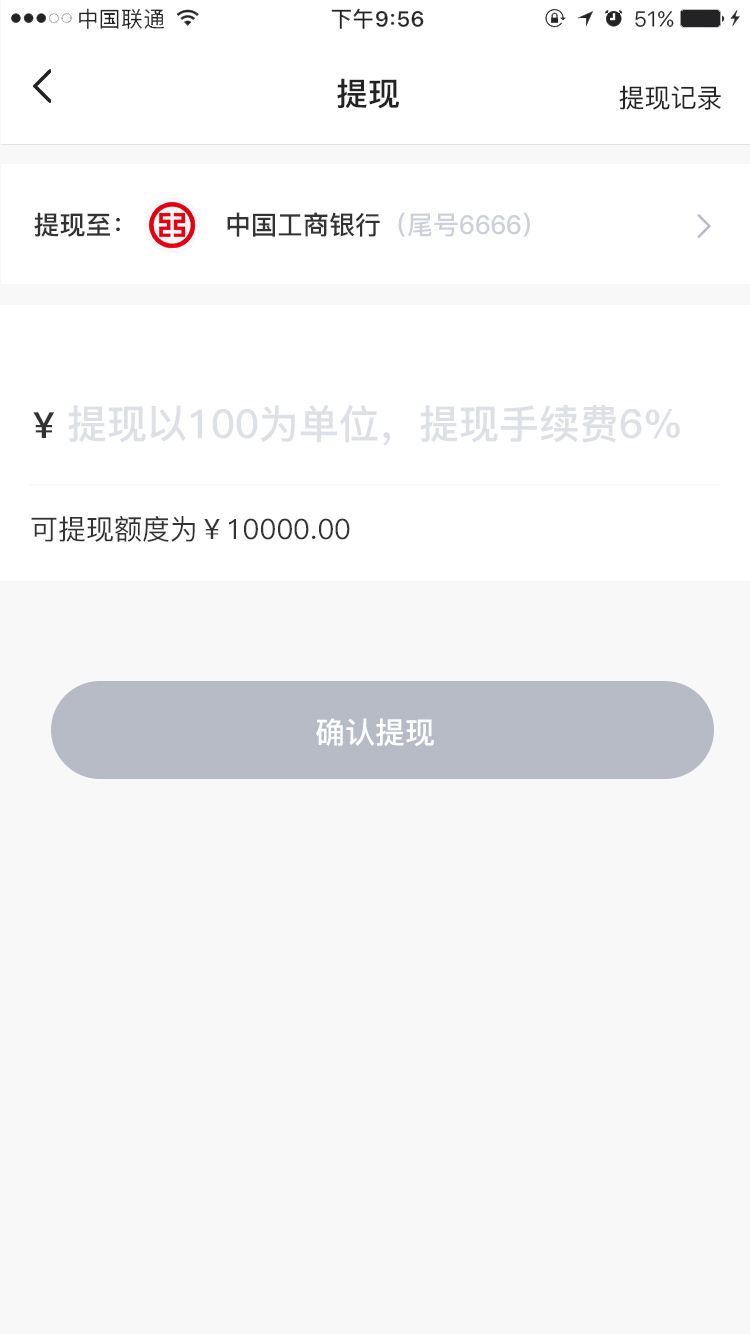 中国联通 下午9:56 51%
提现 提现记录
提现至： 中国工商银行（尾号6666）
¥ 提现以100为单位，提现手续费6%
可提现额度为¥10000.00
确认提现